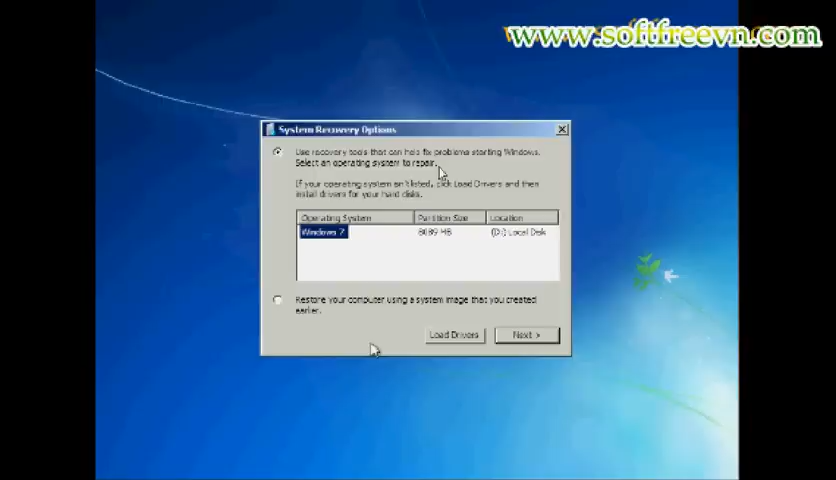 www.softfreevn.com
System Recovery Options
Use recovery tools that can help fix problems starting Windows.
Select an operating system to repair.
If your operating system isn't listed, click Load Drivers and then
install drivers for your hard disks.
Operating System Partition Size Location
Windows 7 8089 MB (D:) Local Disk
Restore your computer using a system image that you created
earlier.
Load Drivers Next >